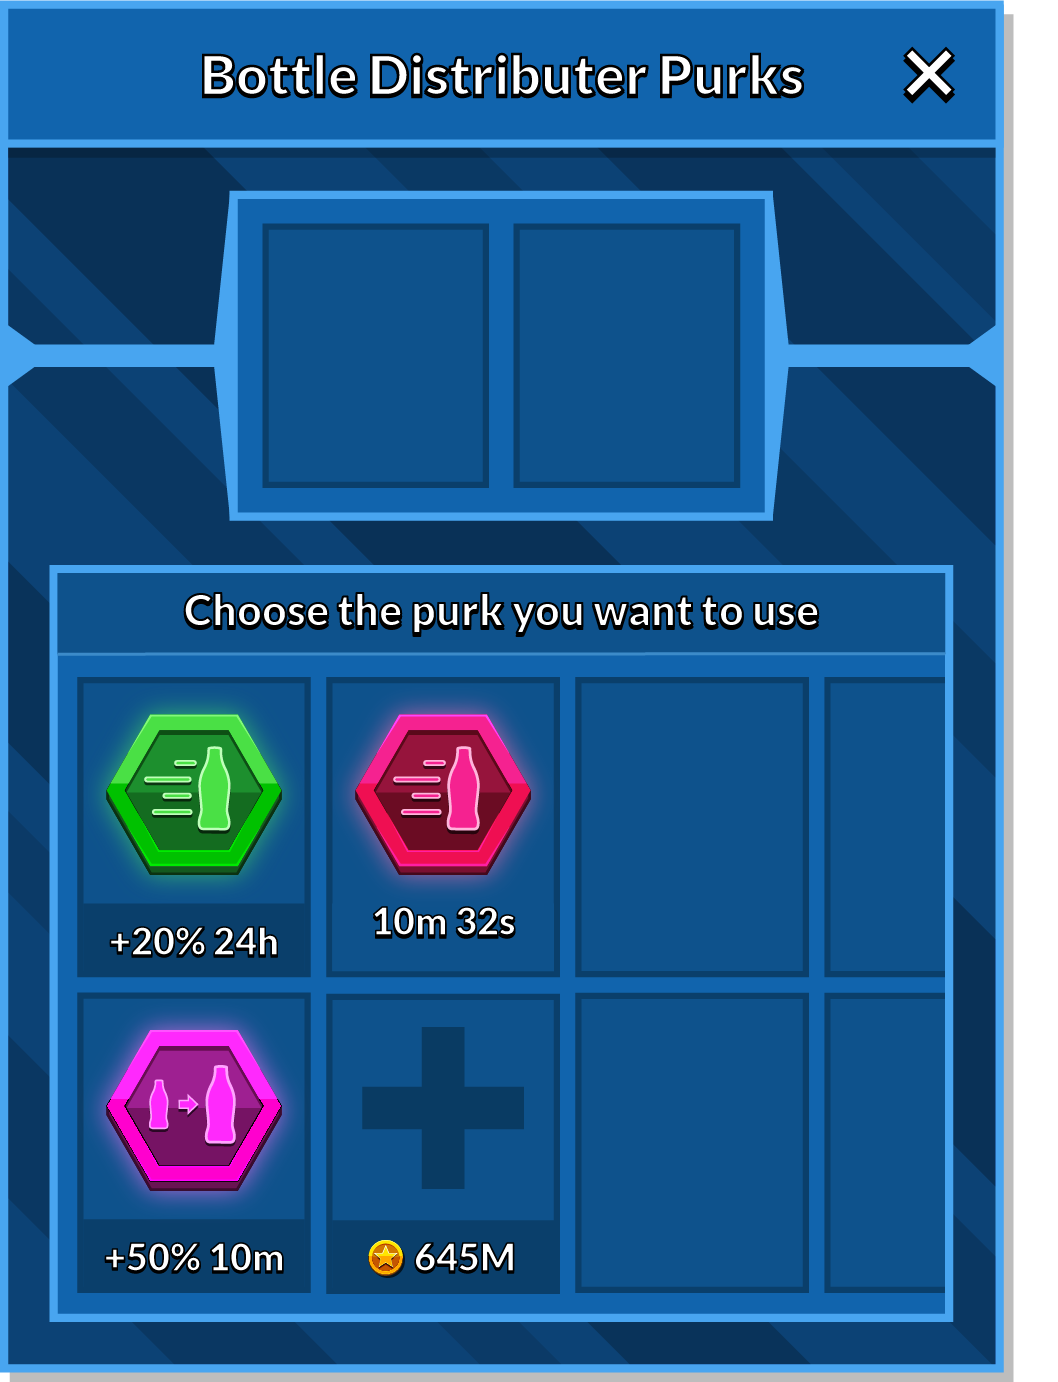 Bottle Distributer Purks
Choose the purk you want to use
+20% 24h
10m 32s
+50% 10m
645M